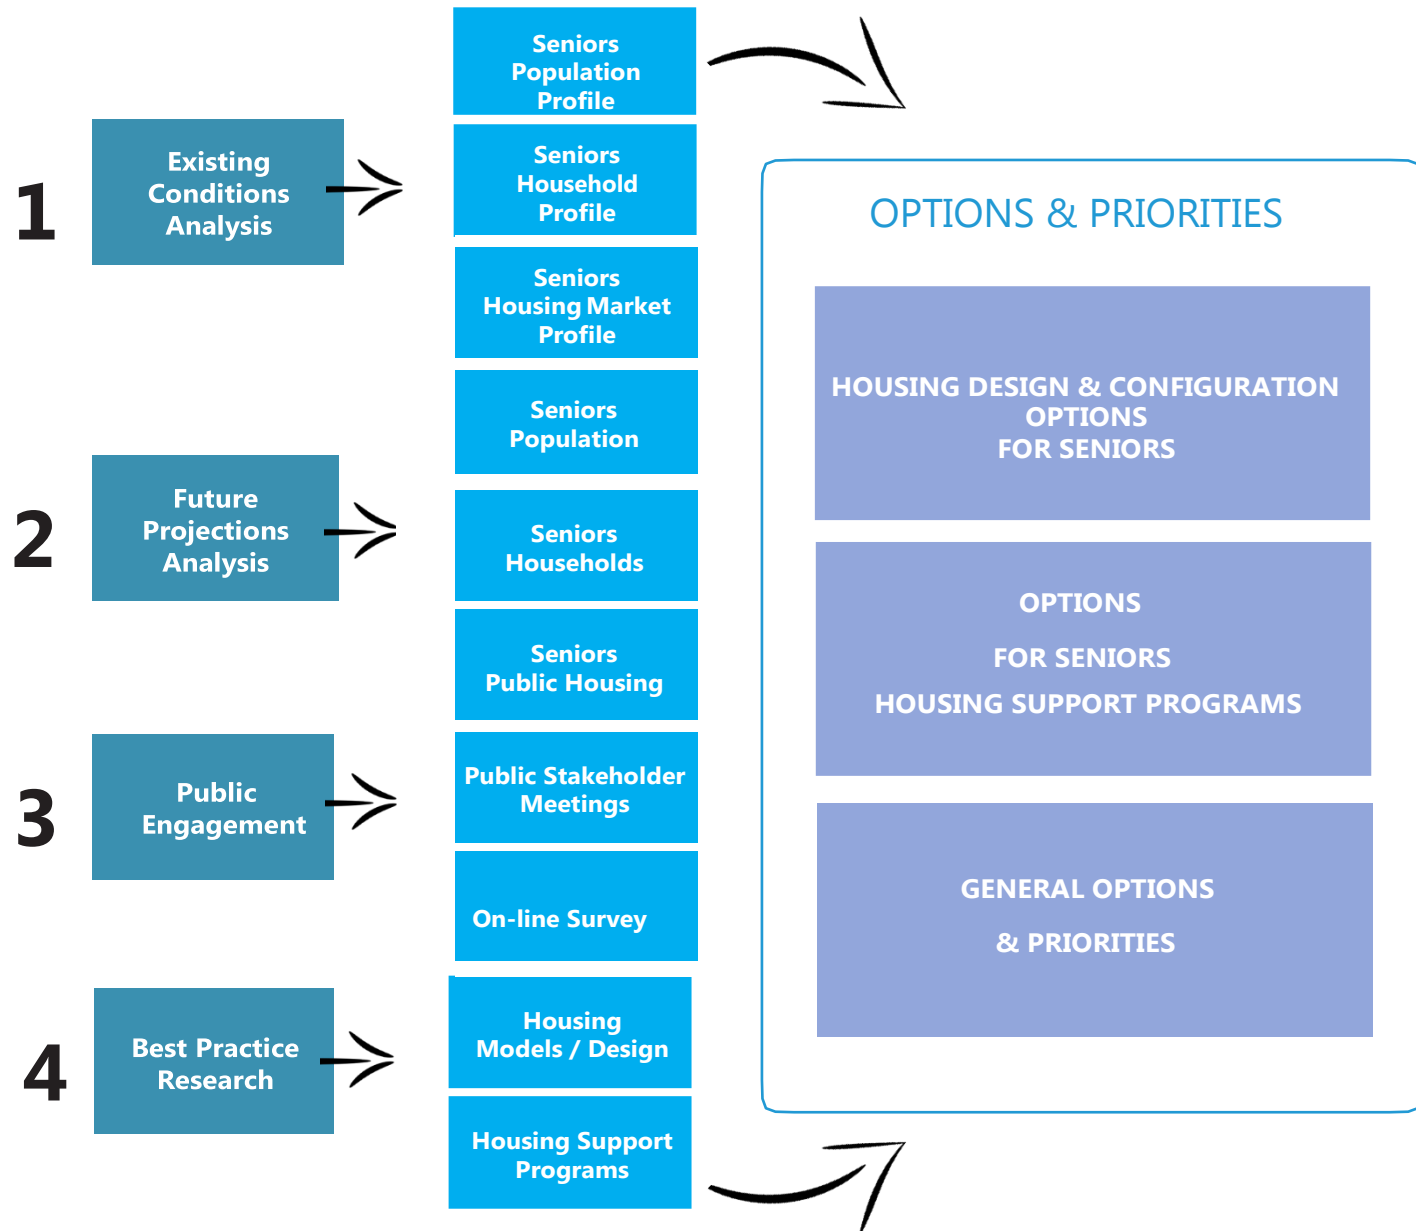 1
Existing
Conditions
Analysis
Seniors
Population
Profile
Seniors
Household
Profile
Seniors
Housing Market
Profile
2
Future
Projections
Analysis
Seniors
Population
Seniors
Households
Seniors
Public Housing
3
Public
Engagement
Public Stakeholder
Meetings
On-line Survey
4
Best Practice
Research
Housing
Models / Design
Housing Support
Programs
OPTIONS & PRIORITIES
HOUSING DESIGN & CONFIGURATION
OPTIONS
FOR SENIORS
OPTIONS
FOR SENIORS
HOUSING SUPPORT PROGRAMS
GENERAL OPTIONS
& PRIORITIES